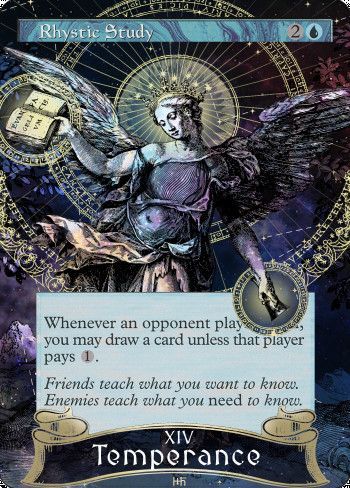 Rhystic Study 2
Whenever an opponent play
you may draw a card unless that player
pays 1.
Friends teach what you want to know.
Enemies teach what you need to know.
XIV
Temperance